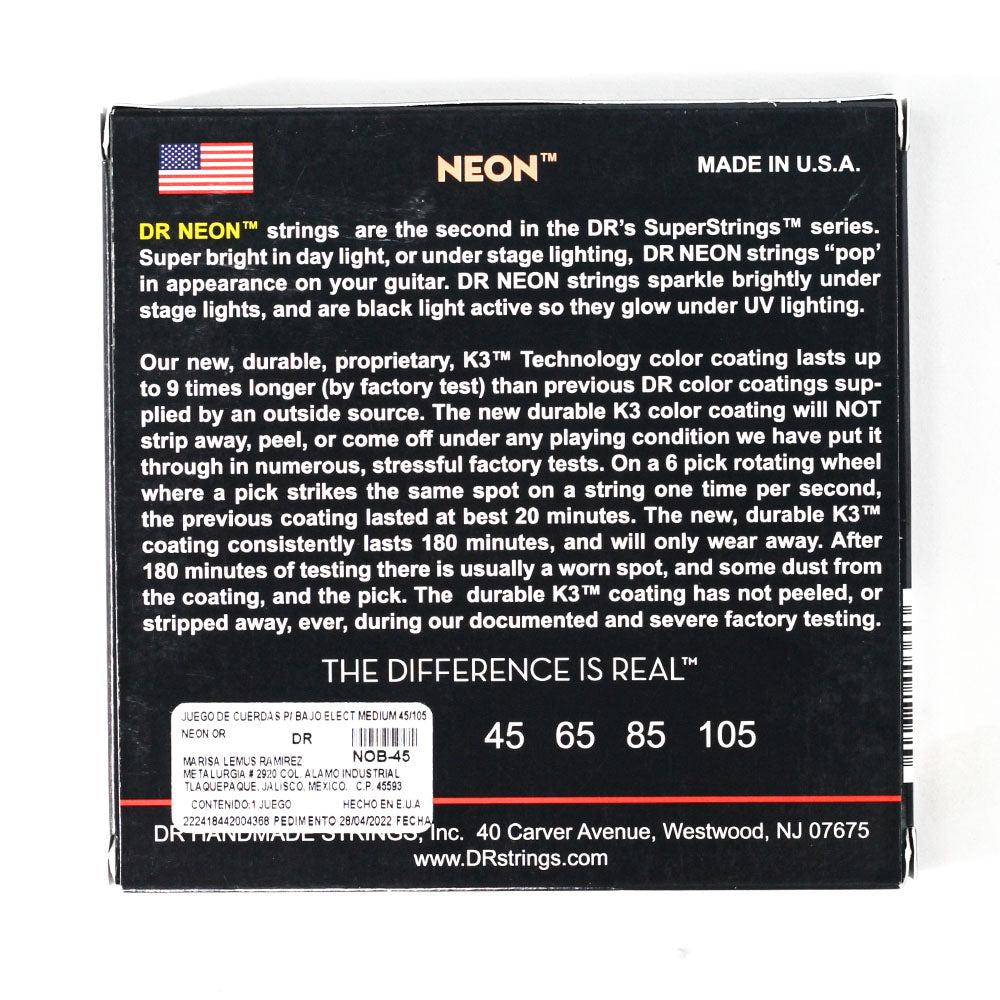 NEON™
MADE IN U.S.A.
DR NEON™ strings are the second in the DR's SuperStrings™ series.
Super bright in day light, or under stage lighting, DR NEON strings “pop’
in appearance on your guitar. DR NEON strings sparkle brightly under
stage lights, and are black light active so they glow under UV lighting.
Our new, durable, proprietary, K3™ Technology color coating lasts up
to 9 times longer (by factory test) than previous DR color coatings sup-
plied by an outside source. The new durable K3 color coating will NOT
strip away, peel, or come off under any playing condition we have put it
through in numerous, stressful factory tests. On a 6 pick rotating wheel
where a pick strikes the same spot on a string one time per second,
the previous coating lasted at best 20 minutes. The new, durable K3™
coating consistently lasts 180 minutes, and will only wear away. After
180 minutes of testing there is usually a worn spot, and some dust from
the coating, and the pick. The durable K3™ coating has not peeled, or
stripped away, ever, during our documented and severe factory testing.
THE DIFFERENCE IS REAL™
45 65 85 105
JUEGO DE CUERDAS P/ BAJO ELECT MEDIUM 45/105
NEON OR
DR
NOB-45
MARISA LEMUS RAMIREZ
METALURGIA # 2920 COL. ALAMO INDUSTRIAL
TLAQUEPAQUE, JALISCO, MEXICO. C.P. 45593
CONTENIDO:1 JUEGO HECHO EN E.U.A
222418442004368 PEDIMENTO 28/04/2022 FECHA
DR HANDMADE STRINGS, Inc. 40 Carver Avenue, Westwood, NJ 07675
www.DRstrings.com